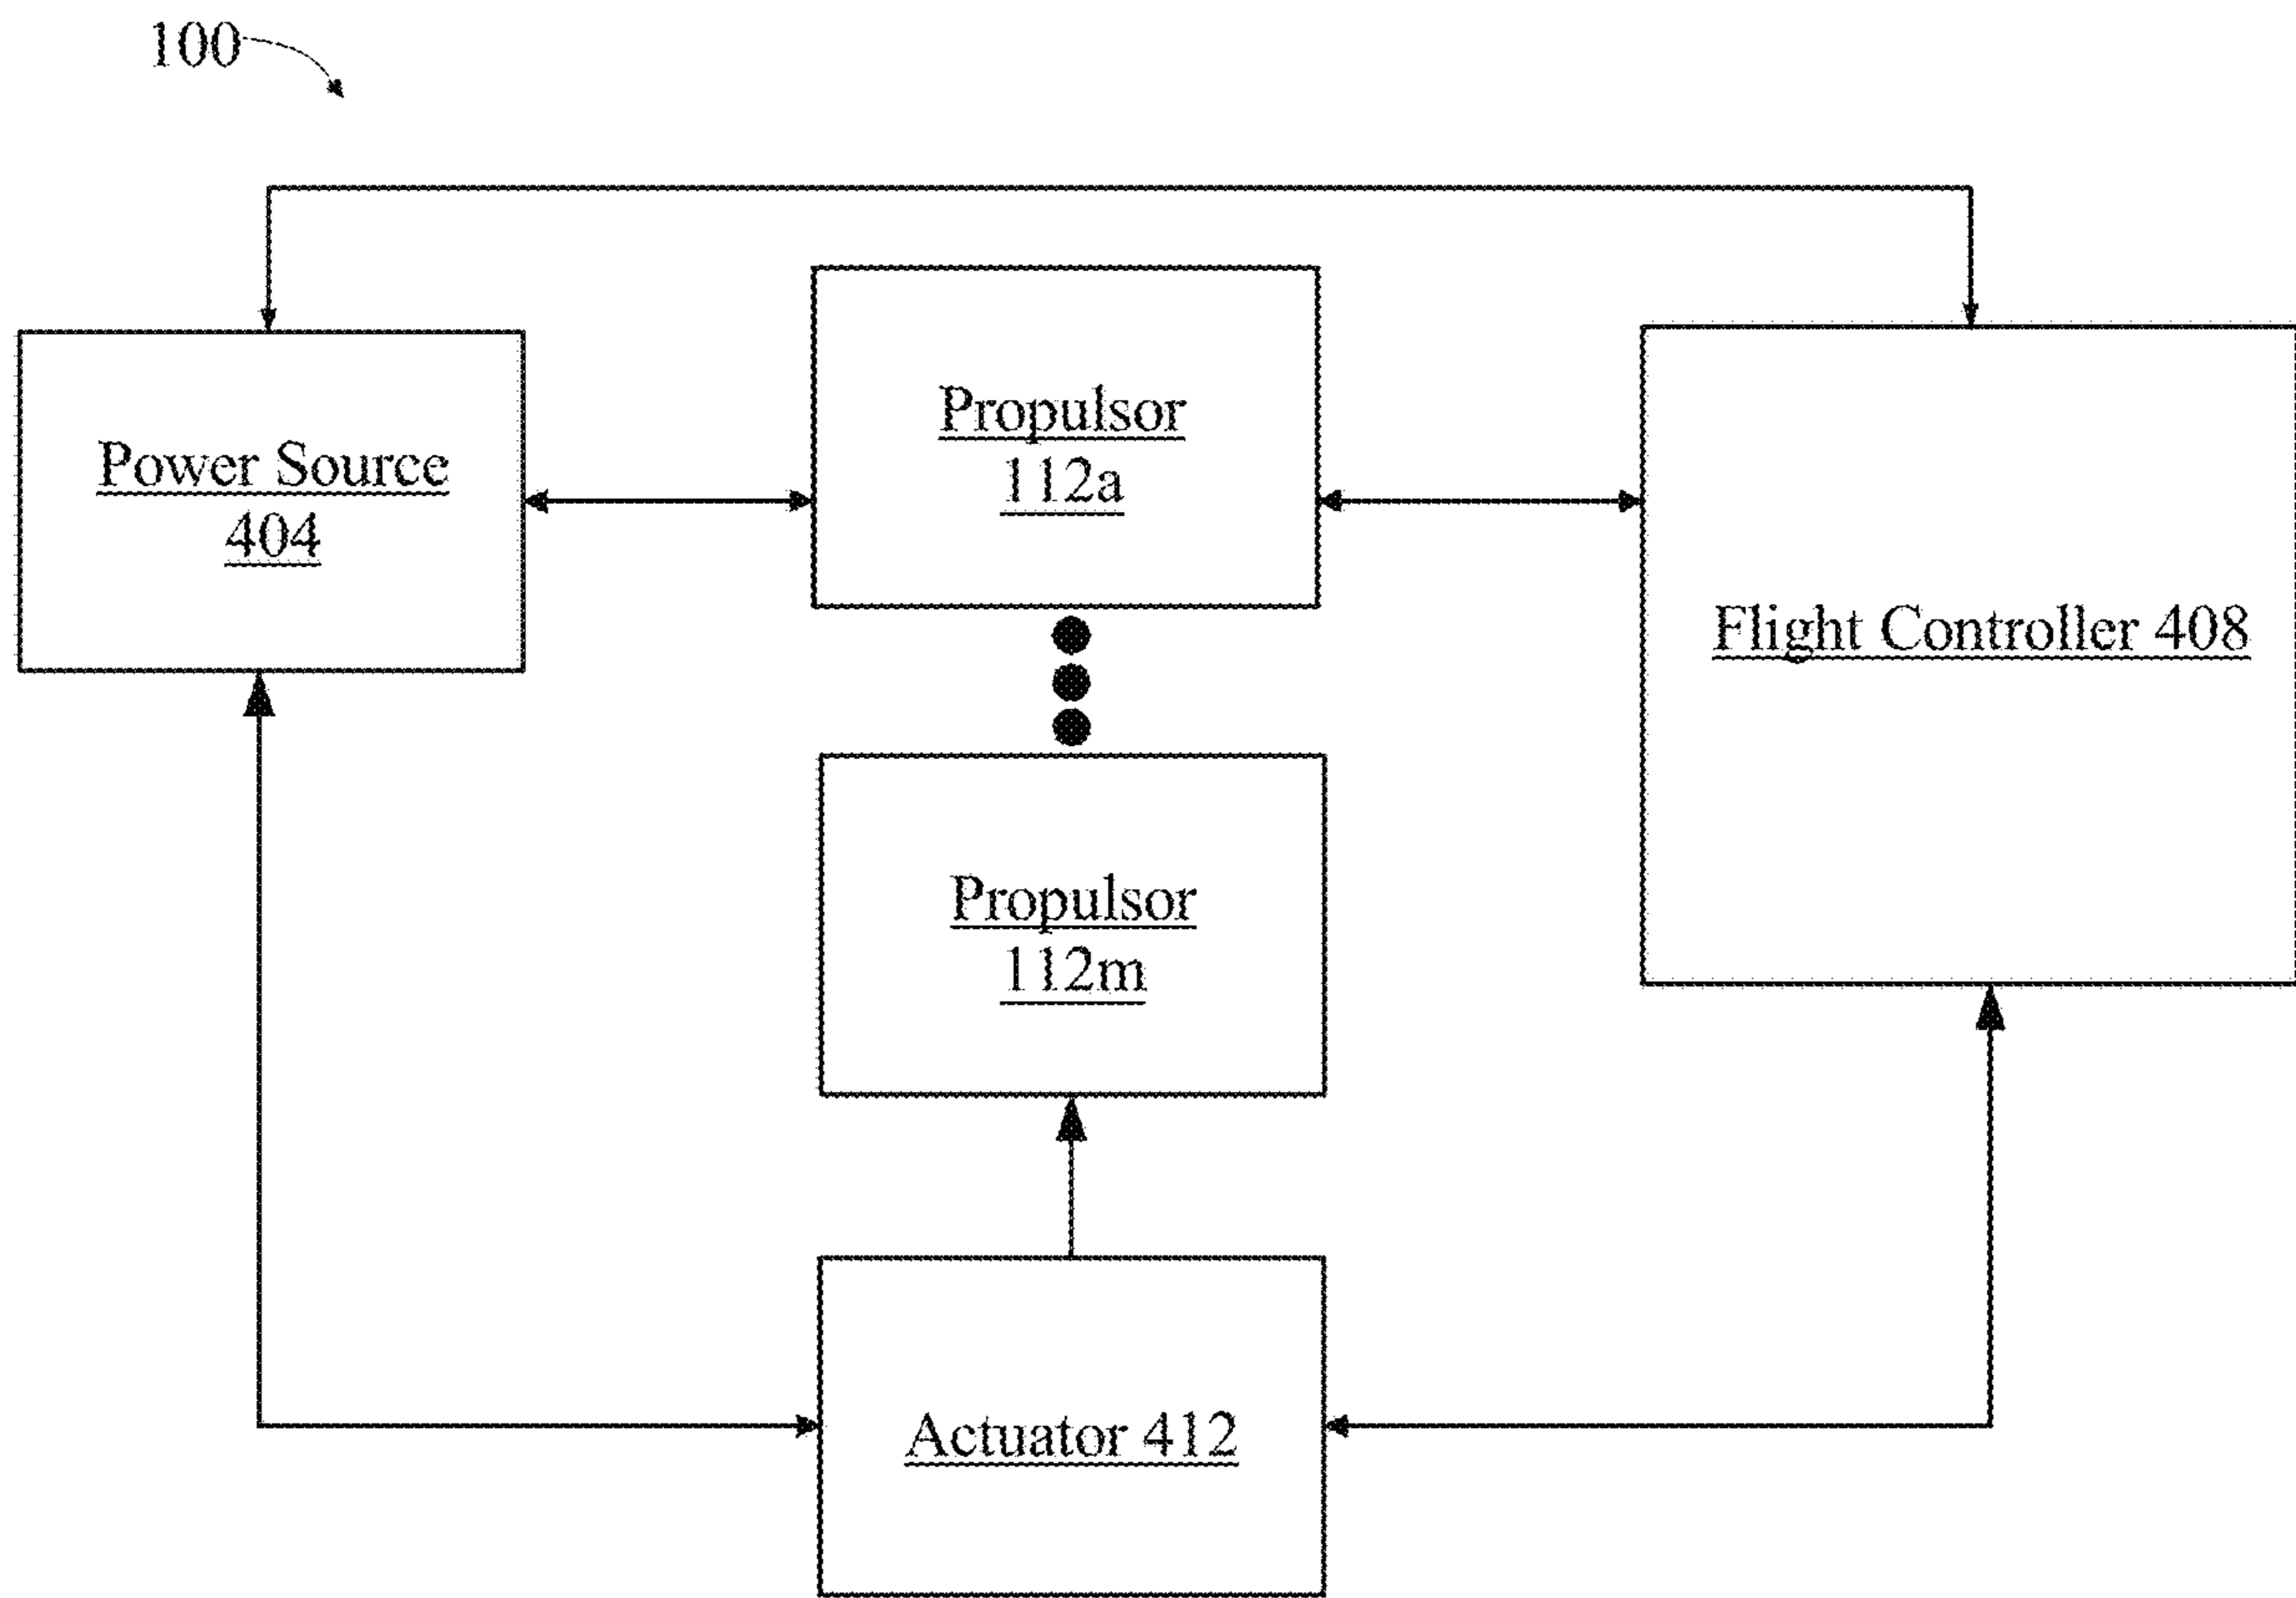 100
Propulsor
112a
Power Source
404
Flight Controller 408
Propulsor
112m
Actuator 412